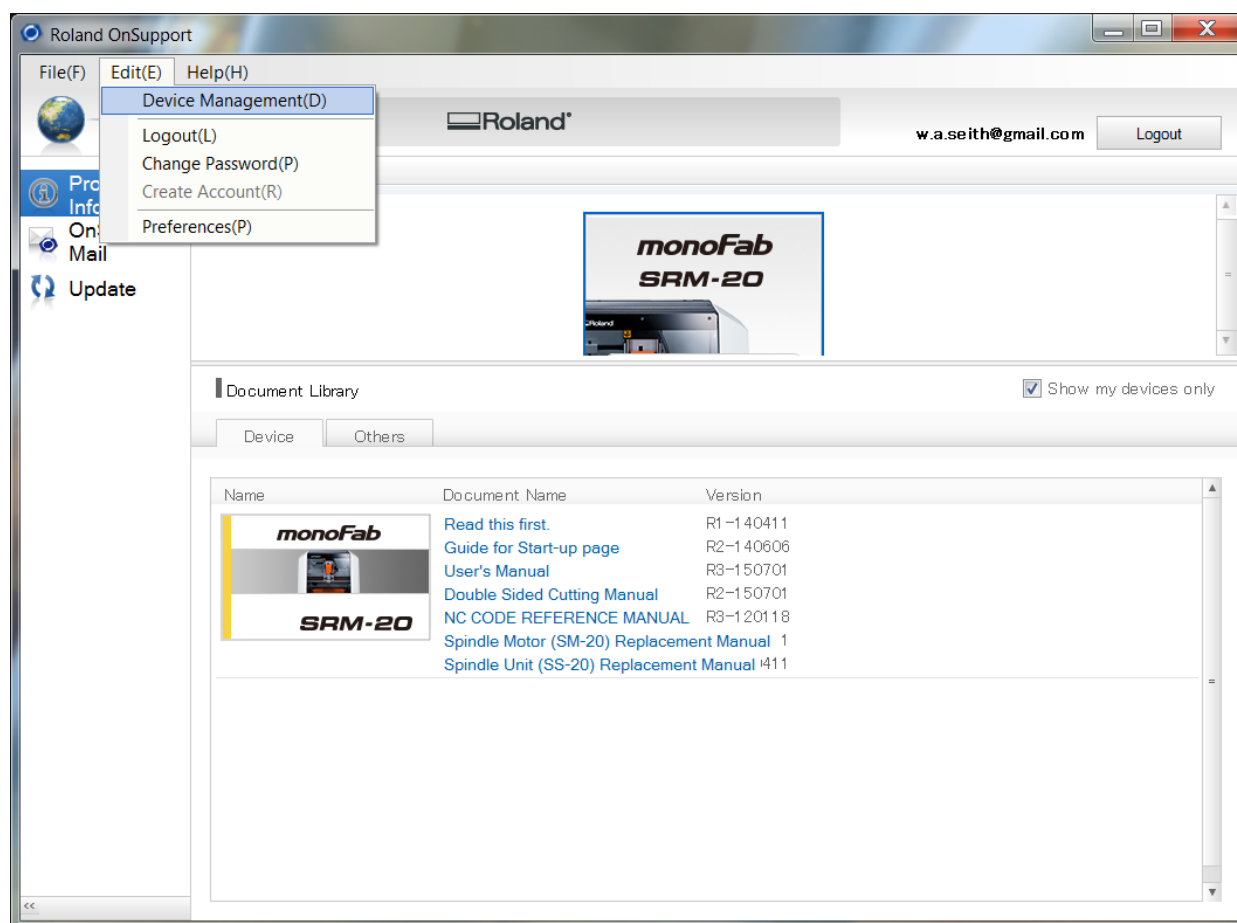 Roland OnSupport
File(F) Edit(E) Help(H)
Device Management(D)
Logout(L)
Change Password(P)
Create Account(R)
Preferences(P)
Roland
w.a.seith@gmail.com Logout
Mail
Update
monoFab
SRM-20
Roland
Document Library
Show my devices only
Device Others
Name Document Name Version
monoFab
SRM-20
Read this first. R1-140411
Guide for Start-up page R2-140606
User's Manual R3-150701
Double Sided Cutting Manual R2-150701
NC CODE REFERENCE MANUAL R3-120118
Spindle Motor (SM-20) Replacement Manual 1
Spindle Unit (SS-20) Replacement Manual 411
<<